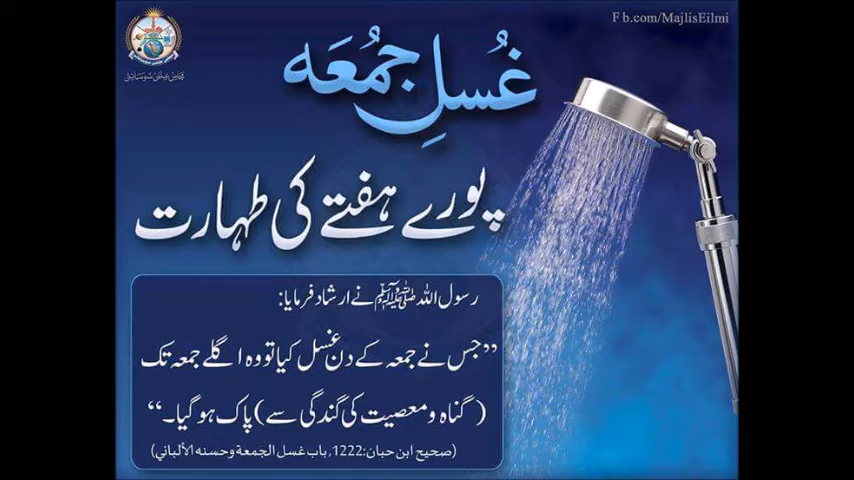 Fb.com/MajlisEilmi
غُسلِ جمُعَہ
پورے ہفتے کی طہارت
رسول اللہ ﷺ نے ارشاد فرمایا:
”جس نے جمعہ کے دن غسل کیا تو وہ اگلے جمعہ تک
(گناہ و معصیت کی گندگی سے) پاک ہو گیا۔“
(صحیح ابن حبان:1222, باب غسل الجمعة وحسنه الألباني)